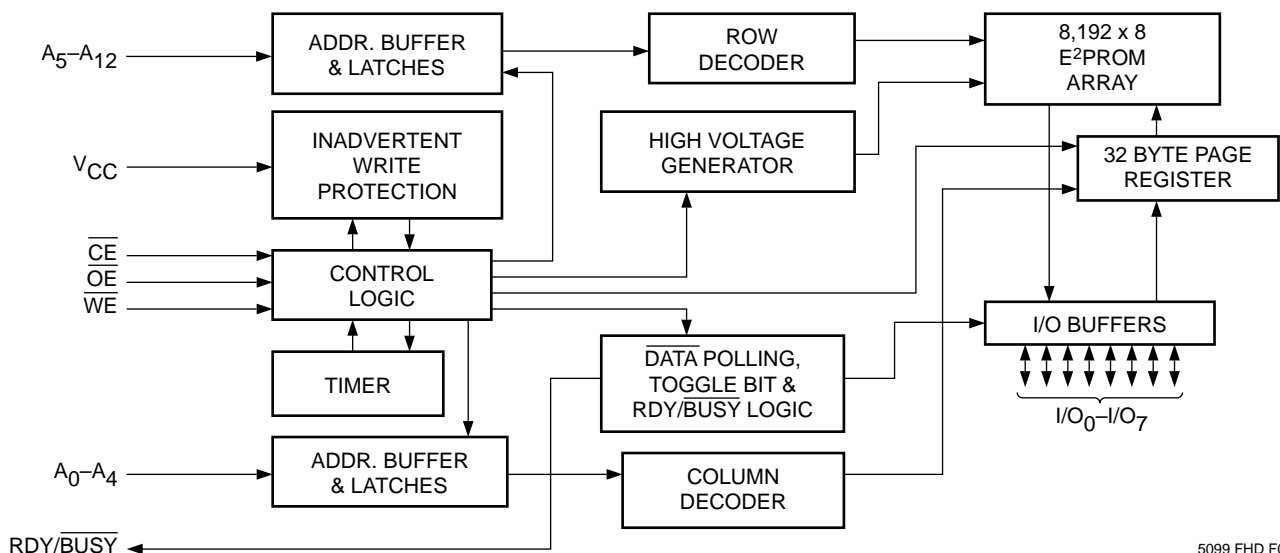 A5–A12
ADDR. BUFFER
& LATCHES
ROW
DECODER
8,192 x 8
E²PROM
ARRAY
VCC
INADVERTENT
WRITE
PROTECTION
HIGH VOLTAGE
GENERATOR
32 BYTE PAGE
REGISTER
CE
OE
WE
CONTROL
LOGIC
I/O BUFFERS
TIMER
DATA POLLING,
TOGGLE BIT &
RDY/BUSY LOGIC
I/O0–I/O7
A0–A4
ADDR. BUFFER
& LATCHES
COLUMN
DECODER
RDY/BUSY